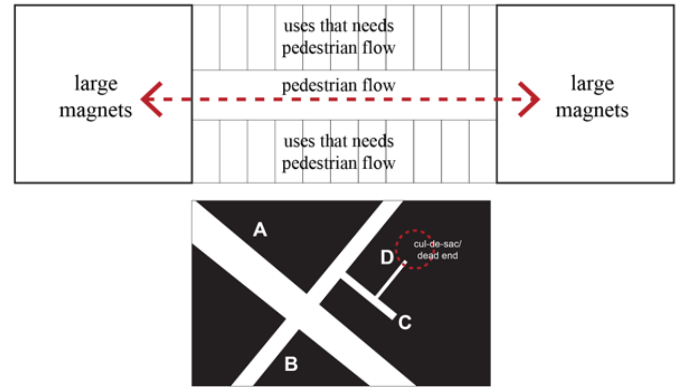 uses that needs
pedestrian flow
large
magnets
pedestrian flow
large
magnets
uses that needs
pedestrian flow
A
cul-de-sac/
dead end
D
C
B